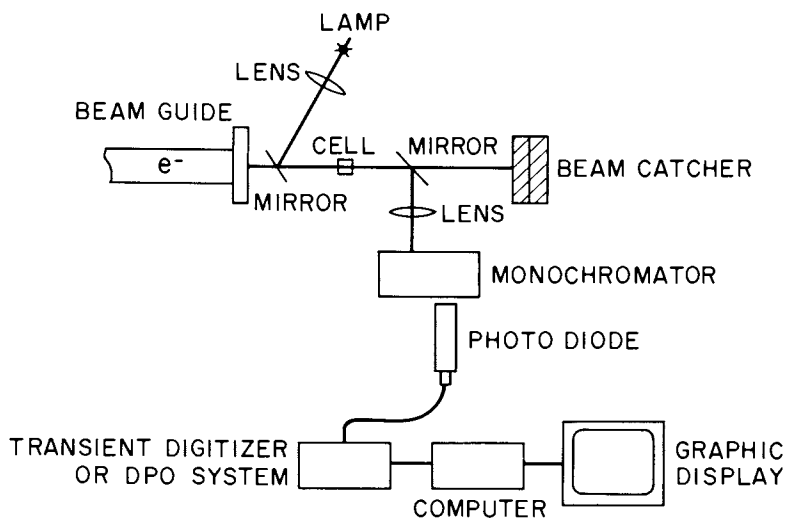 LAMP
LENS
BEAM GUIDE
e-
MIRROR
CELL
MIRROR
BEAM CATCHER
LENS
MONOCHROMATOR
PHOTO DIODE
TRANSIENT DIGITIZER
OR DPO SYSTEM
COMPUTER
GRAPHIC
DISPLAY